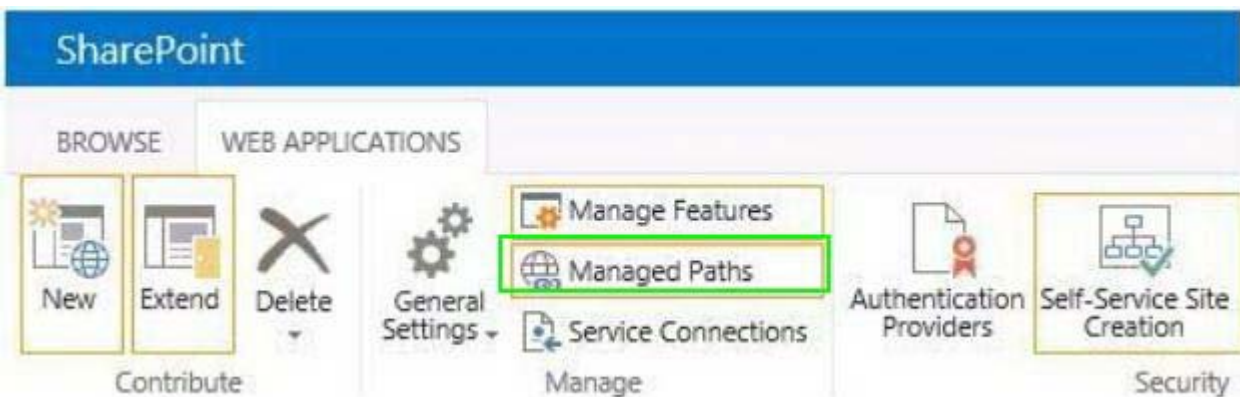 SharePoint
BROWSE WEB APPLICATIONS
New
Extend
Delete
General
Settings
Manage Features
Managed Paths
Service Connections
Authentication
Providers
Self-Service Site
Creation
Contribute
Manage
Security